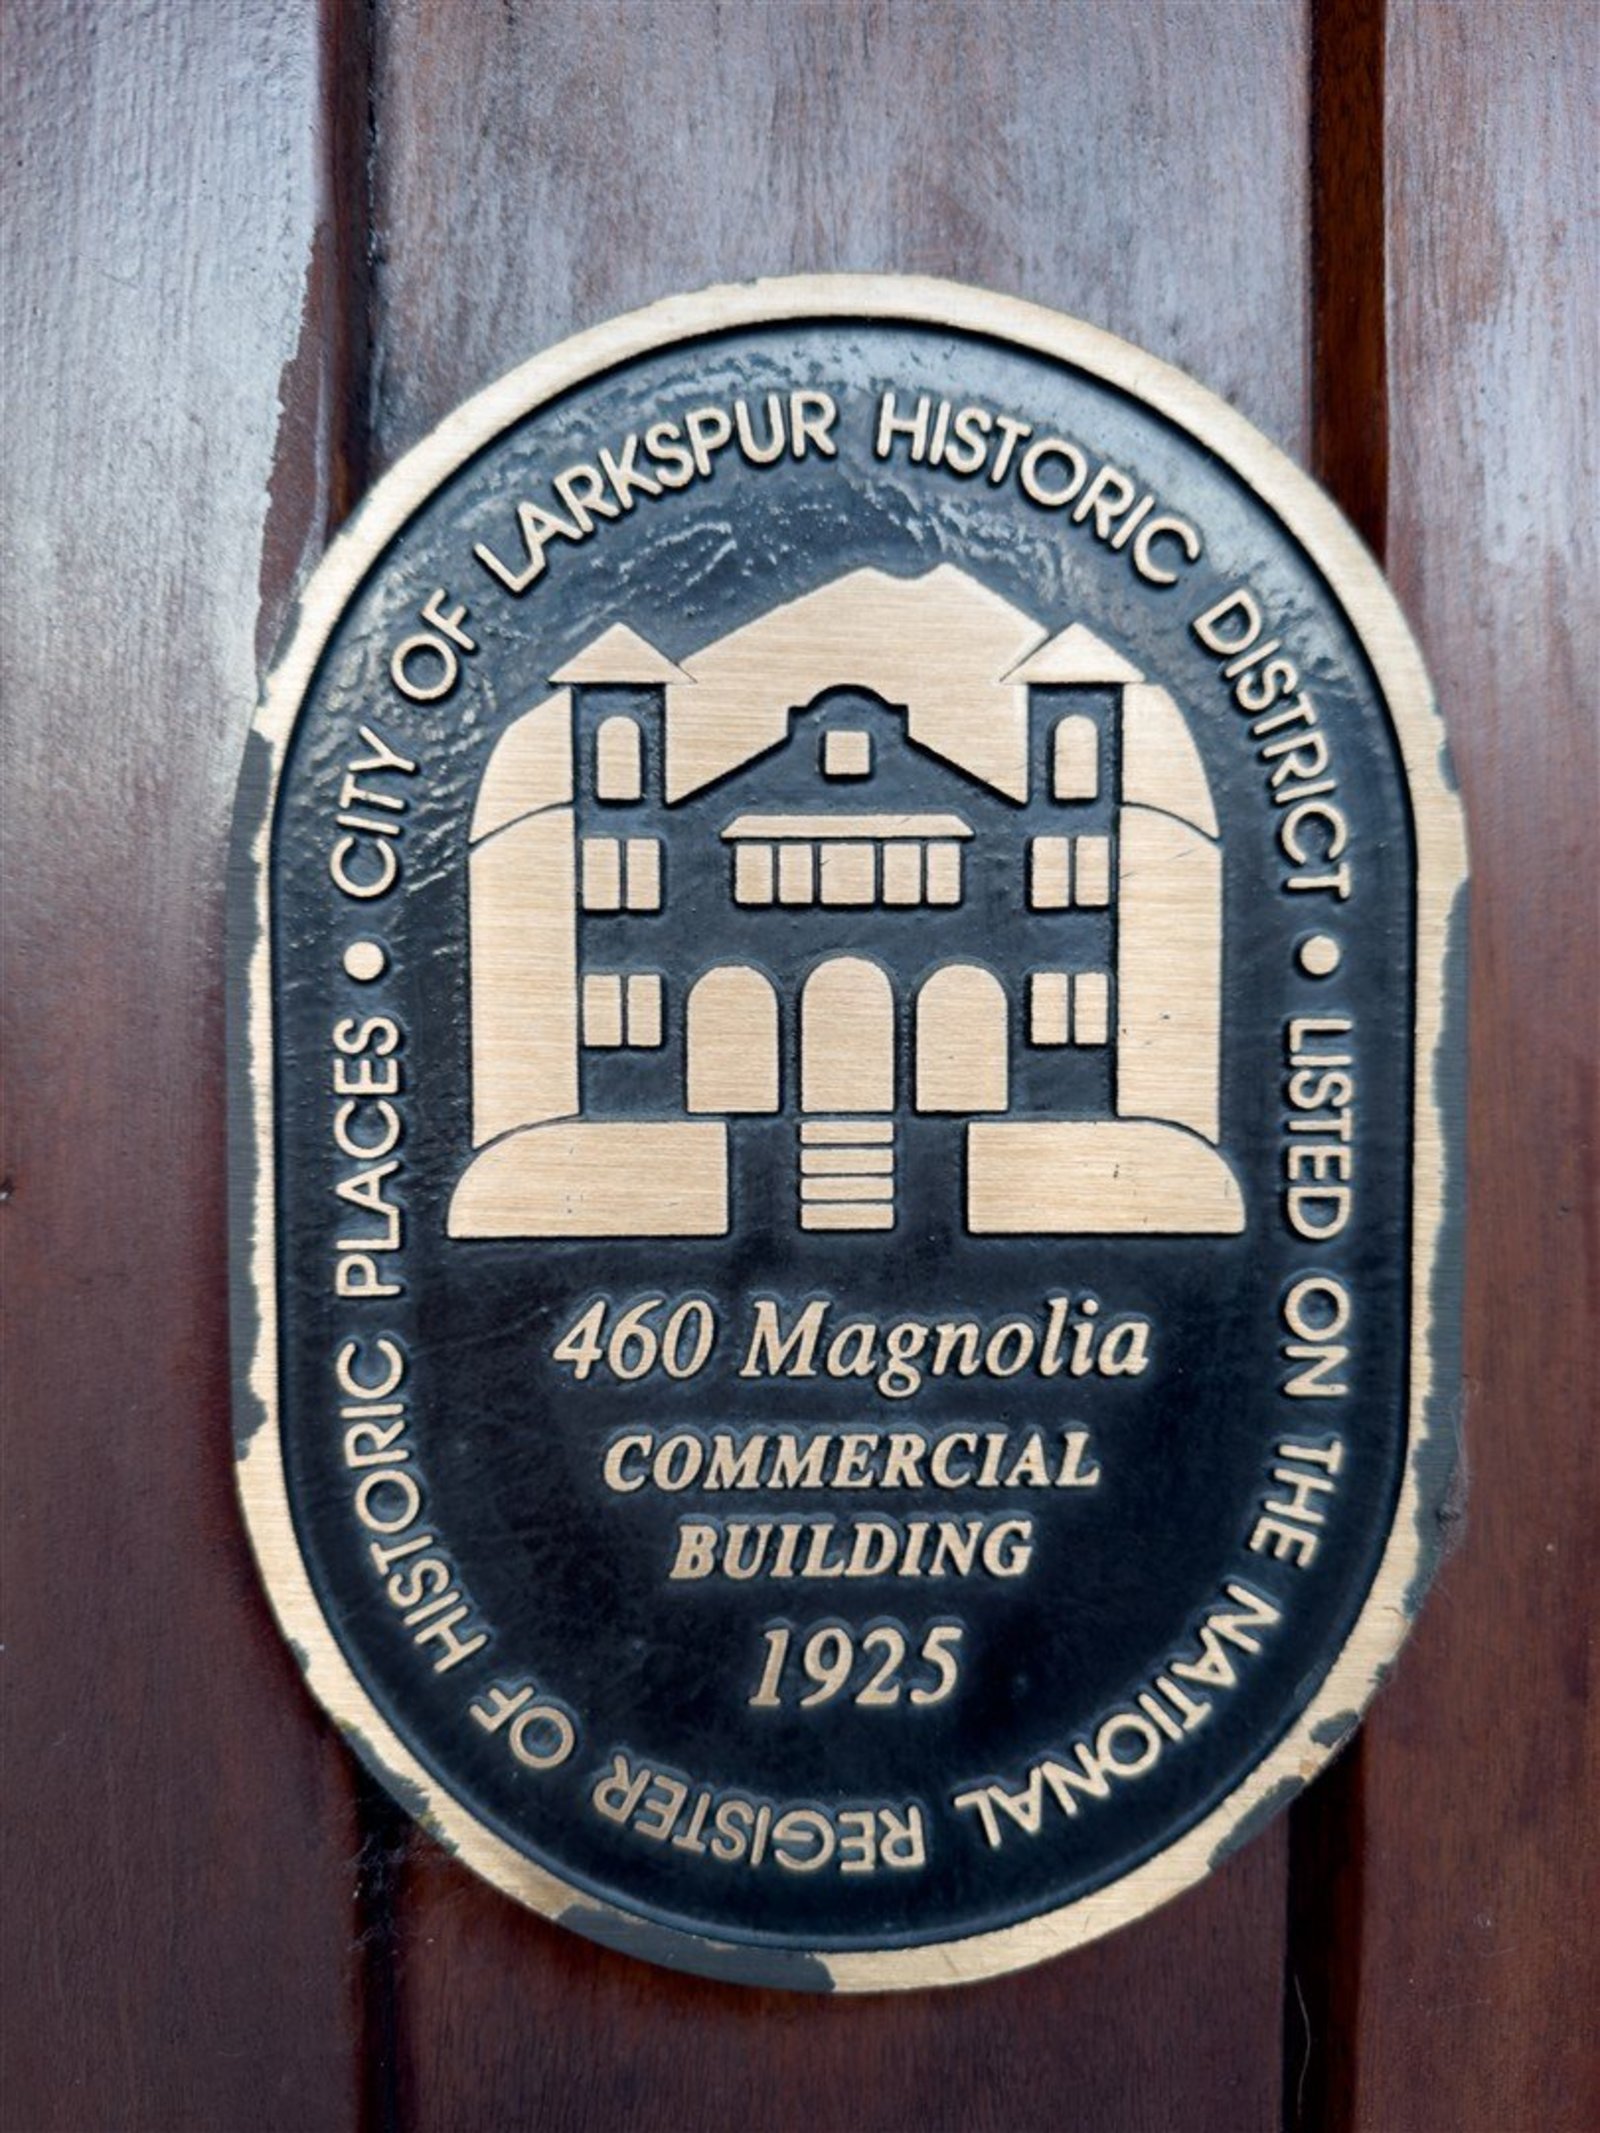 CITY OF LARKSPUR HISTORIC DISTRICT • LISTED ON THE NATIONAL REGISTER OF HISTORIC PLACES •
460 Magnolia
COMMERCIAL
BUILDING
1925